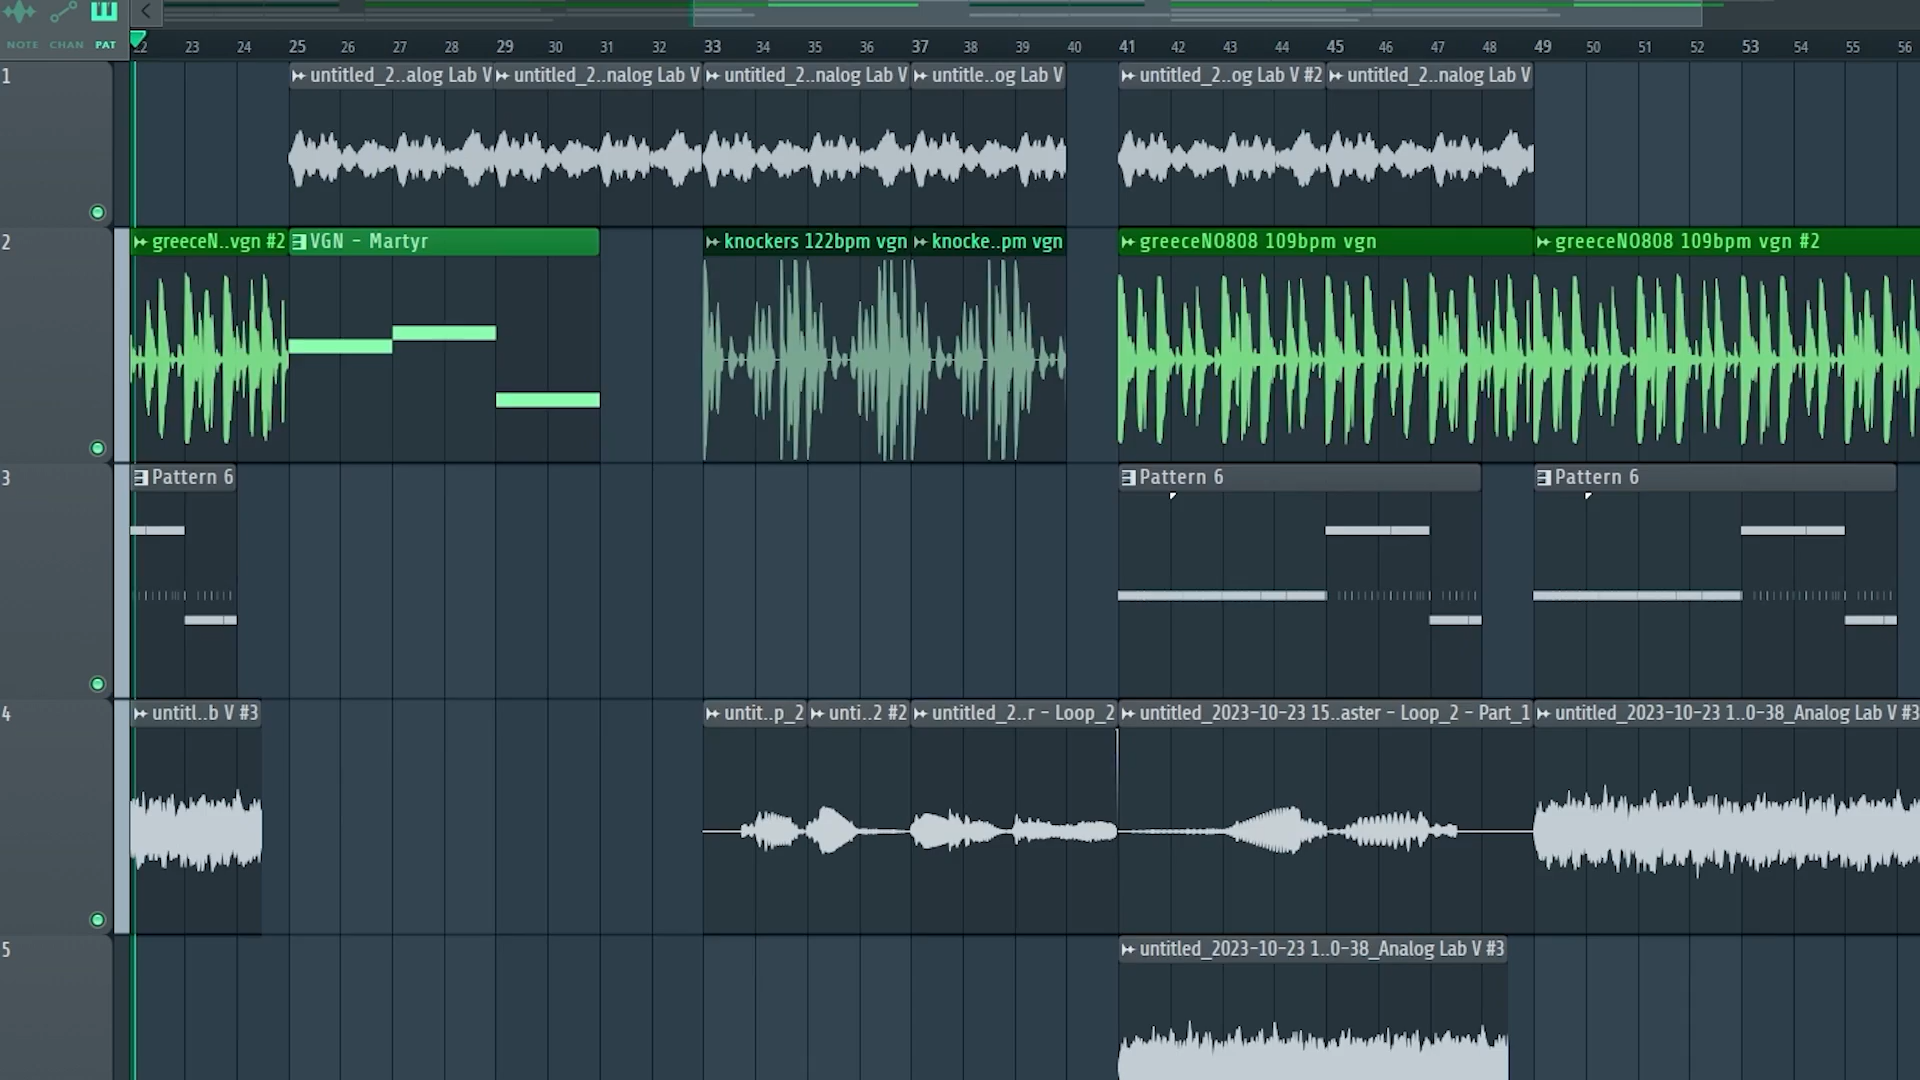 NOTE CHAN PAT
22 23 24 25 26 27 28 29 30 31 32 33 34 35 36 37 38 39 40 41 42 43 44 45 46 47 48 49 50 51 52 53 54 55 56
1
untitled_2..alog Lab V untitled_2..nalog Lab V untitled_2..nalog Lab V untitle..og Lab V untitled_2..og Lab V #2 untitled_2..nalog Lab V
2
greeceN..vgn #2 VGN - Martyr knockers 122bpm vgn knocke..pm vgn greeceNO808 109bpm vgn greeceNO808 109bpm vgn #2
3
Pattern 6 Pattern 6 Pattern 6
4
untitl..b V #3 untit..p_2 unti..2 #2 untitled_2..r - Loop_2 untitled_2023-10-23 15..aster - Loop_2 - Part_1 untitled_2023-10-23 1..0-38_Analog Lab V #3
5
untitled_2023-10-23 1..0-38_Analog Lab V #3